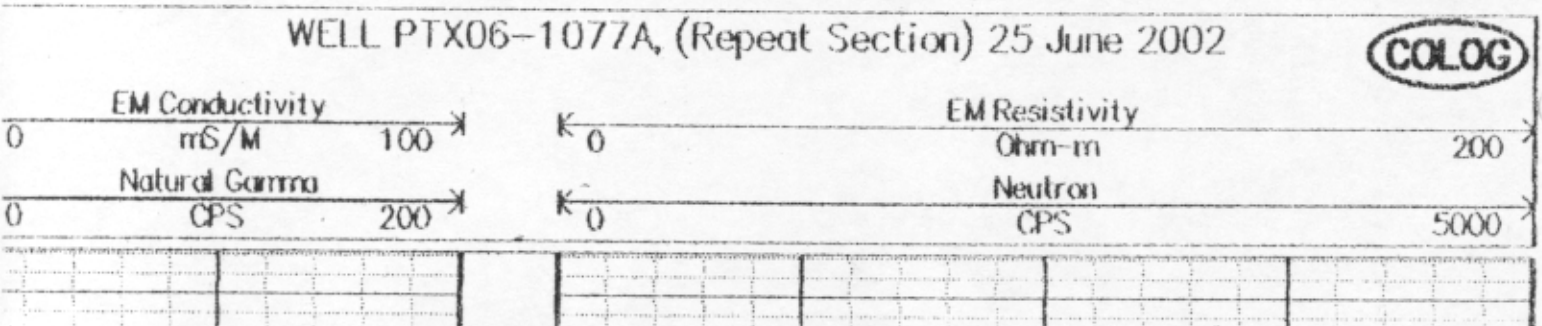 WELL PTX06-1077A, (Repeat Section) 25 June 2002
COLOG
EM Conductivity
0 mS/M 100
EM Resistivity
0 Ohm-m 200
Natural Gamma
0 CPS 200
Neutron
0 CPS 5000